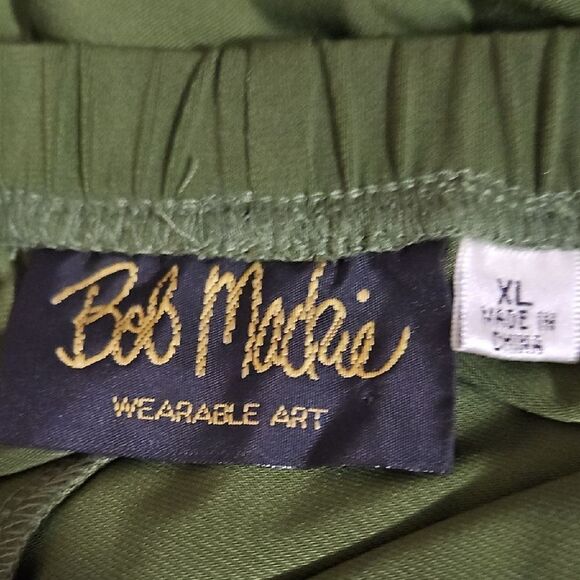 Bob Mackie
WEARABLE ART
XL
MADE IN
CHINA